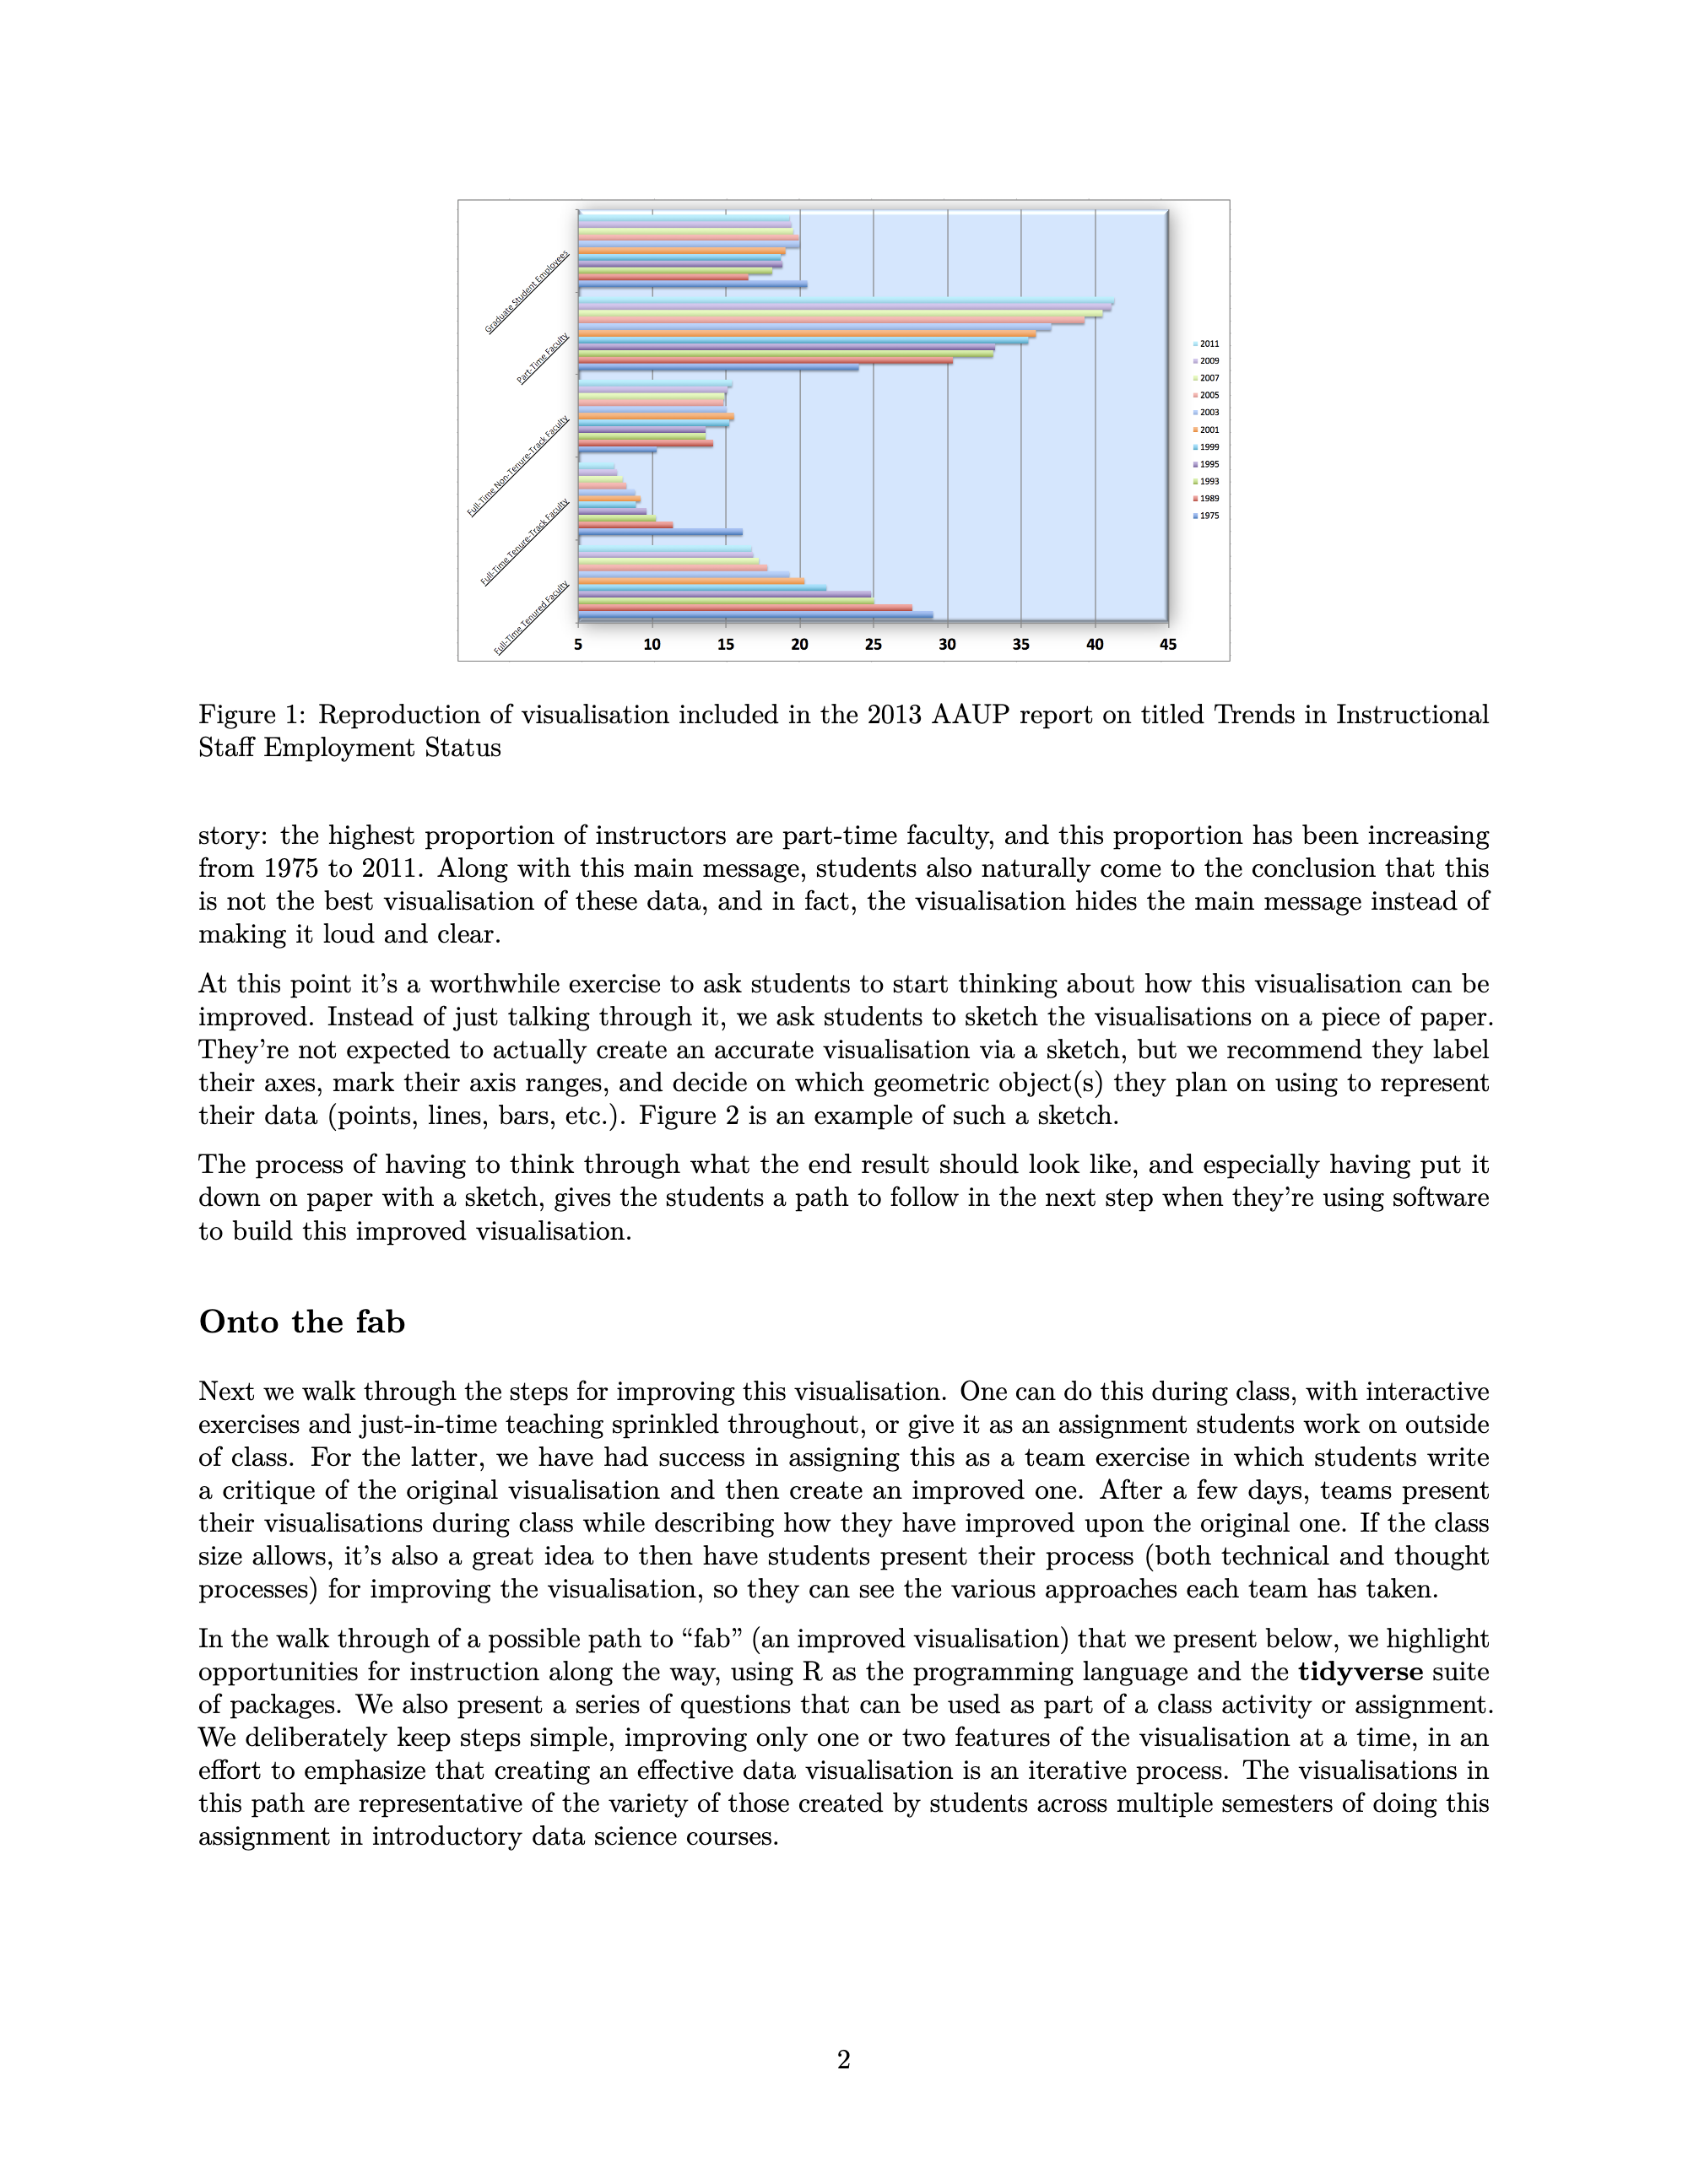 Graduate Student Employees
Part-Time Faculty
Full-Time Non-Tenure-Track Faculty
Full-Time Tenure-Track Faculty
Full-Time Tenured Faculty
2011
2009
2007
2005
2003
2001
1999
1995
1993
1989
1975
5 10 15 20 25 30 35 40 45
Figure 1: Reproduction of visualisation included in the 2013 AAUP report on titled Trends in Instructional
Staff Employment Status
story: the highest proportion of instructors are part-time faculty, and this proportion has been increasing
from 1975 to 2011. Along with this main message, students also naturally come to the conclusion that this
is not the best visualisation of these data, and in fact, the visualisation hides the main message instead of
making it loud and clear.
At this point it's a worthwhile exercise to ask students to start thinking about how this visualisation can be
improved. Instead of just talking through it, we ask students to sketch the visualisations on a piece of paper.
They're not expected to actually create an accurate visualisation via a sketch, but we recommend they label
their axes, mark their axis ranges, and decide on which geometric object(s) they plan on using to represent
their data (points, lines, bars, etc.). Figure 2 is an example of such a sketch.
The process of having to think through what the end result should look like, and especially having put it
down on paper with a sketch, gives the students a path to follow in the next step when they're using software
to build this improved visualisation.
Onto the fab
Next we walk through the steps for improving this visualisation. One can do this during class, with interactive
exercises and just-in-time teaching sprinkled throughout, or give it as an assignment students work on outside
of class. For the latter, we have had success in assigning this as a team exercise in which students write
a critique of the original visualisation and then create an improved one. After a few days, teams present
their visualisations during class while describing how they have improved upon the original one. If the class
size allows, it's also a great idea to then have students present their process (both technical and thought
processes) for improving the visualisation, so they can see the various approaches each team has taken.
In the walk through of a possible path to “fab” (an improved visualisation) that we present below, we highlight
opportunities for instruction along the way, using R as the programming language and the tidyverse suite
of packages. We also present a series of questions that can be used as part of a class activity or assignment.
We deliberately keep steps simple, improving only one or two features of the visualisation at a time, in an
effort to emphasize that creating an effective data visualisation is an iterative process. The visualisations in
this path are representative of the variety of those created by students across multiple semesters of doing this
assignment in introductory data science courses.
2